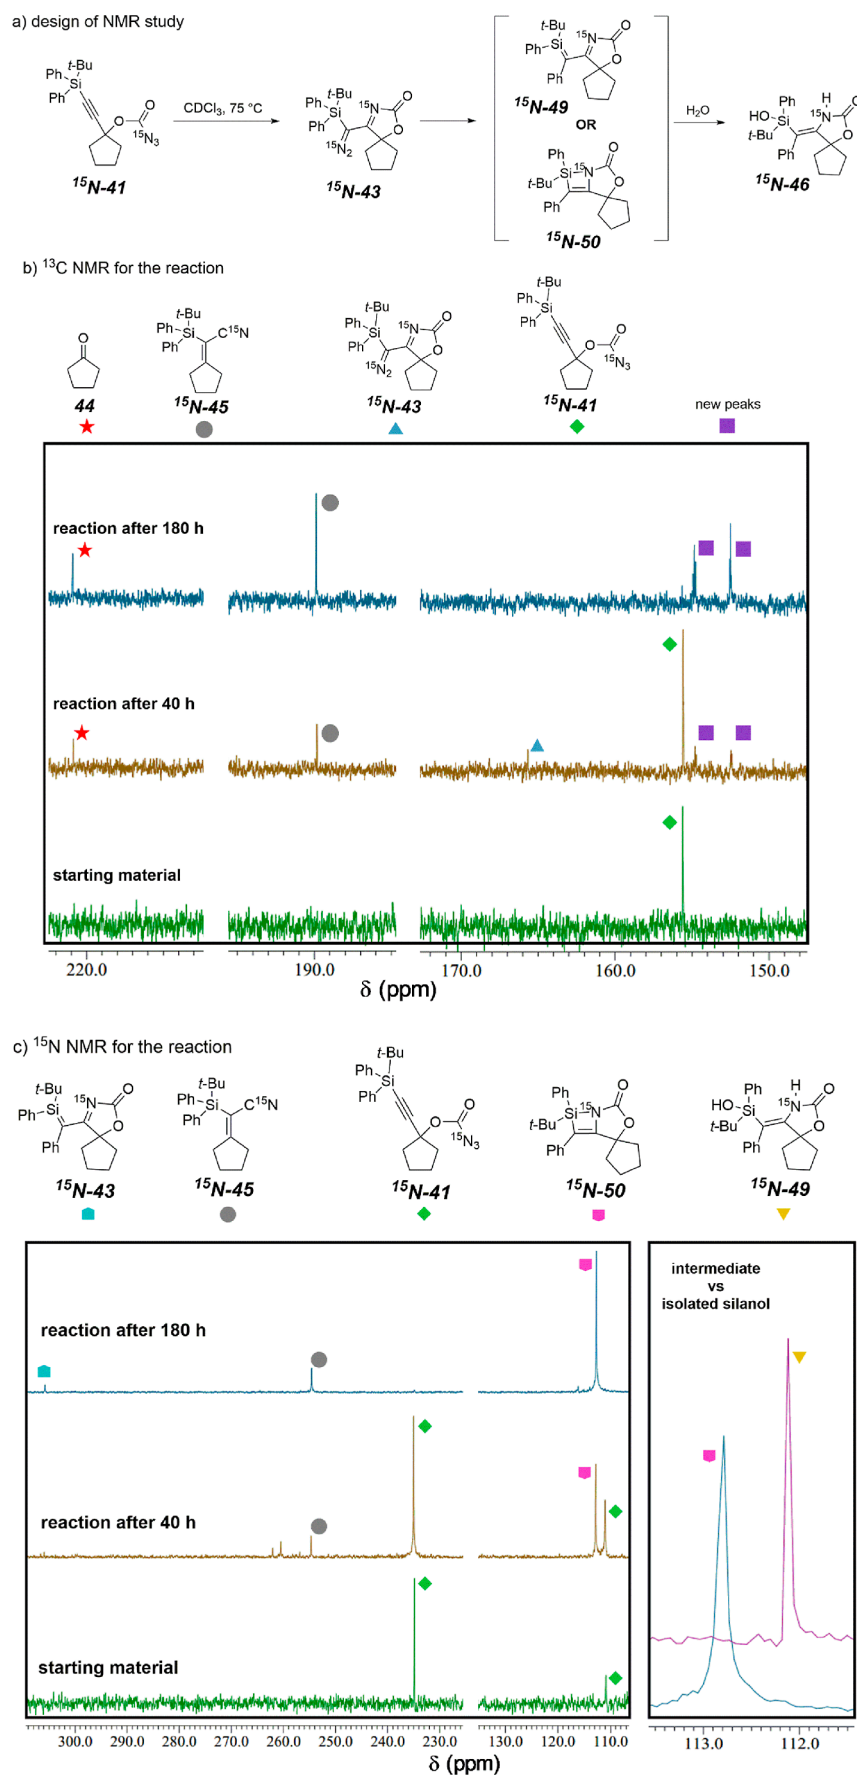 a) design of NMR study
t-Bu
Ph
Si
Ph
O
O
15N3
15N-41
CDCl3, 75 °C
t-Bu
Ph
Si
Ph
15N
O
O
15N2
15N-43
t-Bu
Ph
Si
Ph
15N
O
O
Ph
15N-49
OR
Ph
15N
O
Si
N
t-Bu
O
Ph
15N-50
H2O
Ph
H
HO
Si
15N
N
O
t-Bu
O
Ph
15N-46
b) 13C NMR for the reaction
O
44
t-Bu
Ph
Si
C15N
Ph
15N-45
t-Bu
Ph
Si
Ph
15N
O
O
15N2
15N-43
t-Bu
Ph
Si
Ph
O
O
15N3
15N-41
new peaks
reaction after 180 h
reaction after 40 h
starting material
220.0 190.0 170.0 160.0 150.0
δ (ppm)
c) 15N NMR for the reaction
t-Bu
Ph
Si
Ph
15N
O
O
Ph
15N-43
t-Bu
Ph
Si
C15N
Ph
15N-45
t-Bu
Ph
Si
Ph
O
O
15N3
15N-41
Ph
15N
O
Si
N
t-Bu
O
Ph
15N-50
Ph
H
HO
Si
15N
N
O
t-Bu
O
Ph
15N-49
reaction after 180 h
reaction after 40 h
starting material
intermediate
vs
isolated silanol
300.0 290.0 280.0 270.0 260.0 250.0 240.0 230.0 130.0 120.0 110.0
δ (ppm)
113.0 112.0